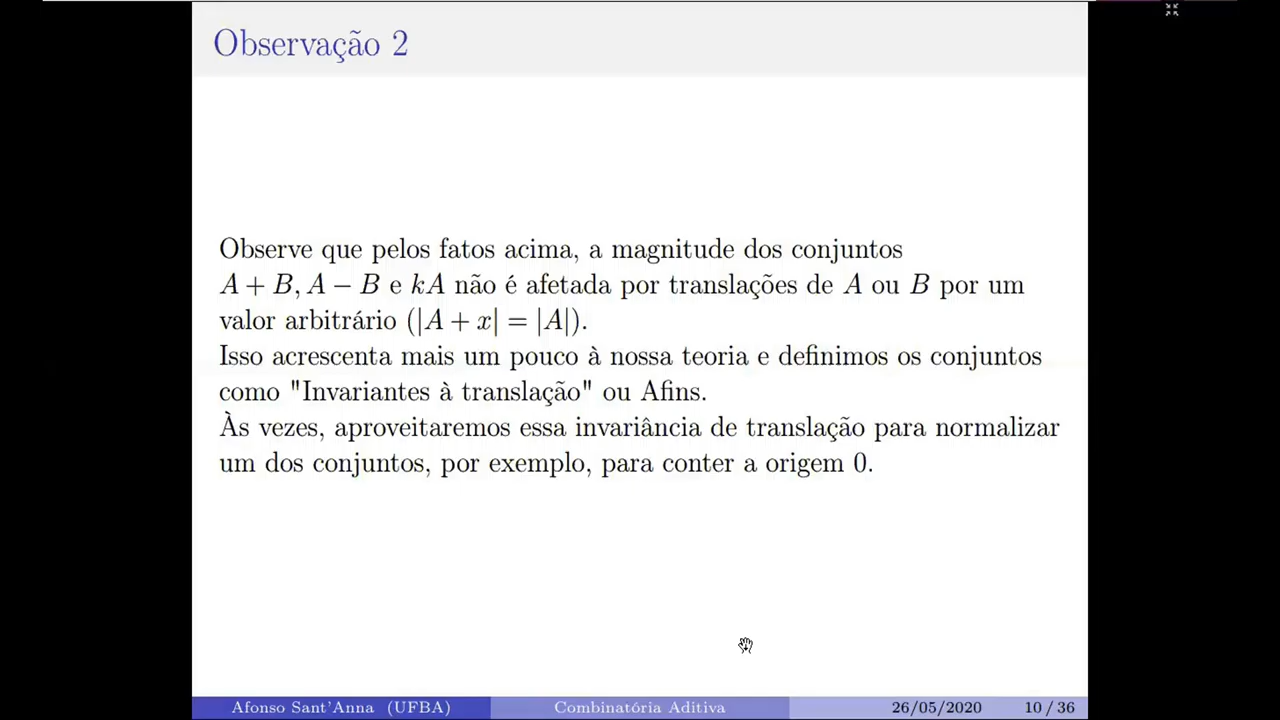 Observação 2
Observe que pelos fatos acima, a magnitude dos conjuntos
A + B, A − B e kA não é afetada por translações de A ou B por um
valor arbitrário (|A + x| = |A|).
Isso acrescenta mais um pouco à nossa teoria e definimos os conjuntos
como "Invariantes à translação" ou Afins.
Às vezes, aproveitaremos essa invariância de translação para normalizar
um dos conjuntos, por exemplo, para conter a origem 0.
Afonso Sant'Anna (UFBA) Combinatória Aditiva 26/05/2020 10 / 36